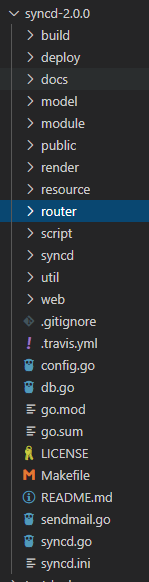 syncd-2.0.0
build
deploy
docs
model
module
public
render
resource
router
script
syncd
util
web
.gitignore
.travis.yml
config.go
db.go
go.mod
go.sum
LICENSE
Makefile
README.md
sendmail.go
syncd.go
syncd.ini